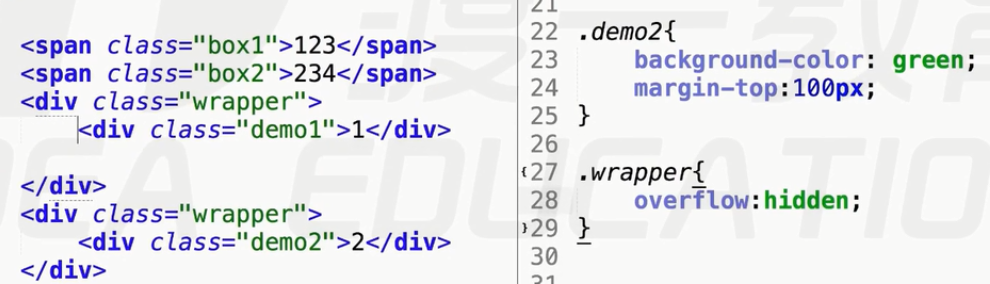 <span class="box1">123</span>
<span class="box2">234</span>
<div class="wrapper">
<div class="demo1">1</div>
</div>
<div class="wrapper">
<div class="demo2">2</div>
</div>
21
22 .demo2{
23 background-color: green;
24 margin-top:100px;
25 }
26
27 .wrapper{
28 overflow:hidden;
29 }
30
31
EDUCATION